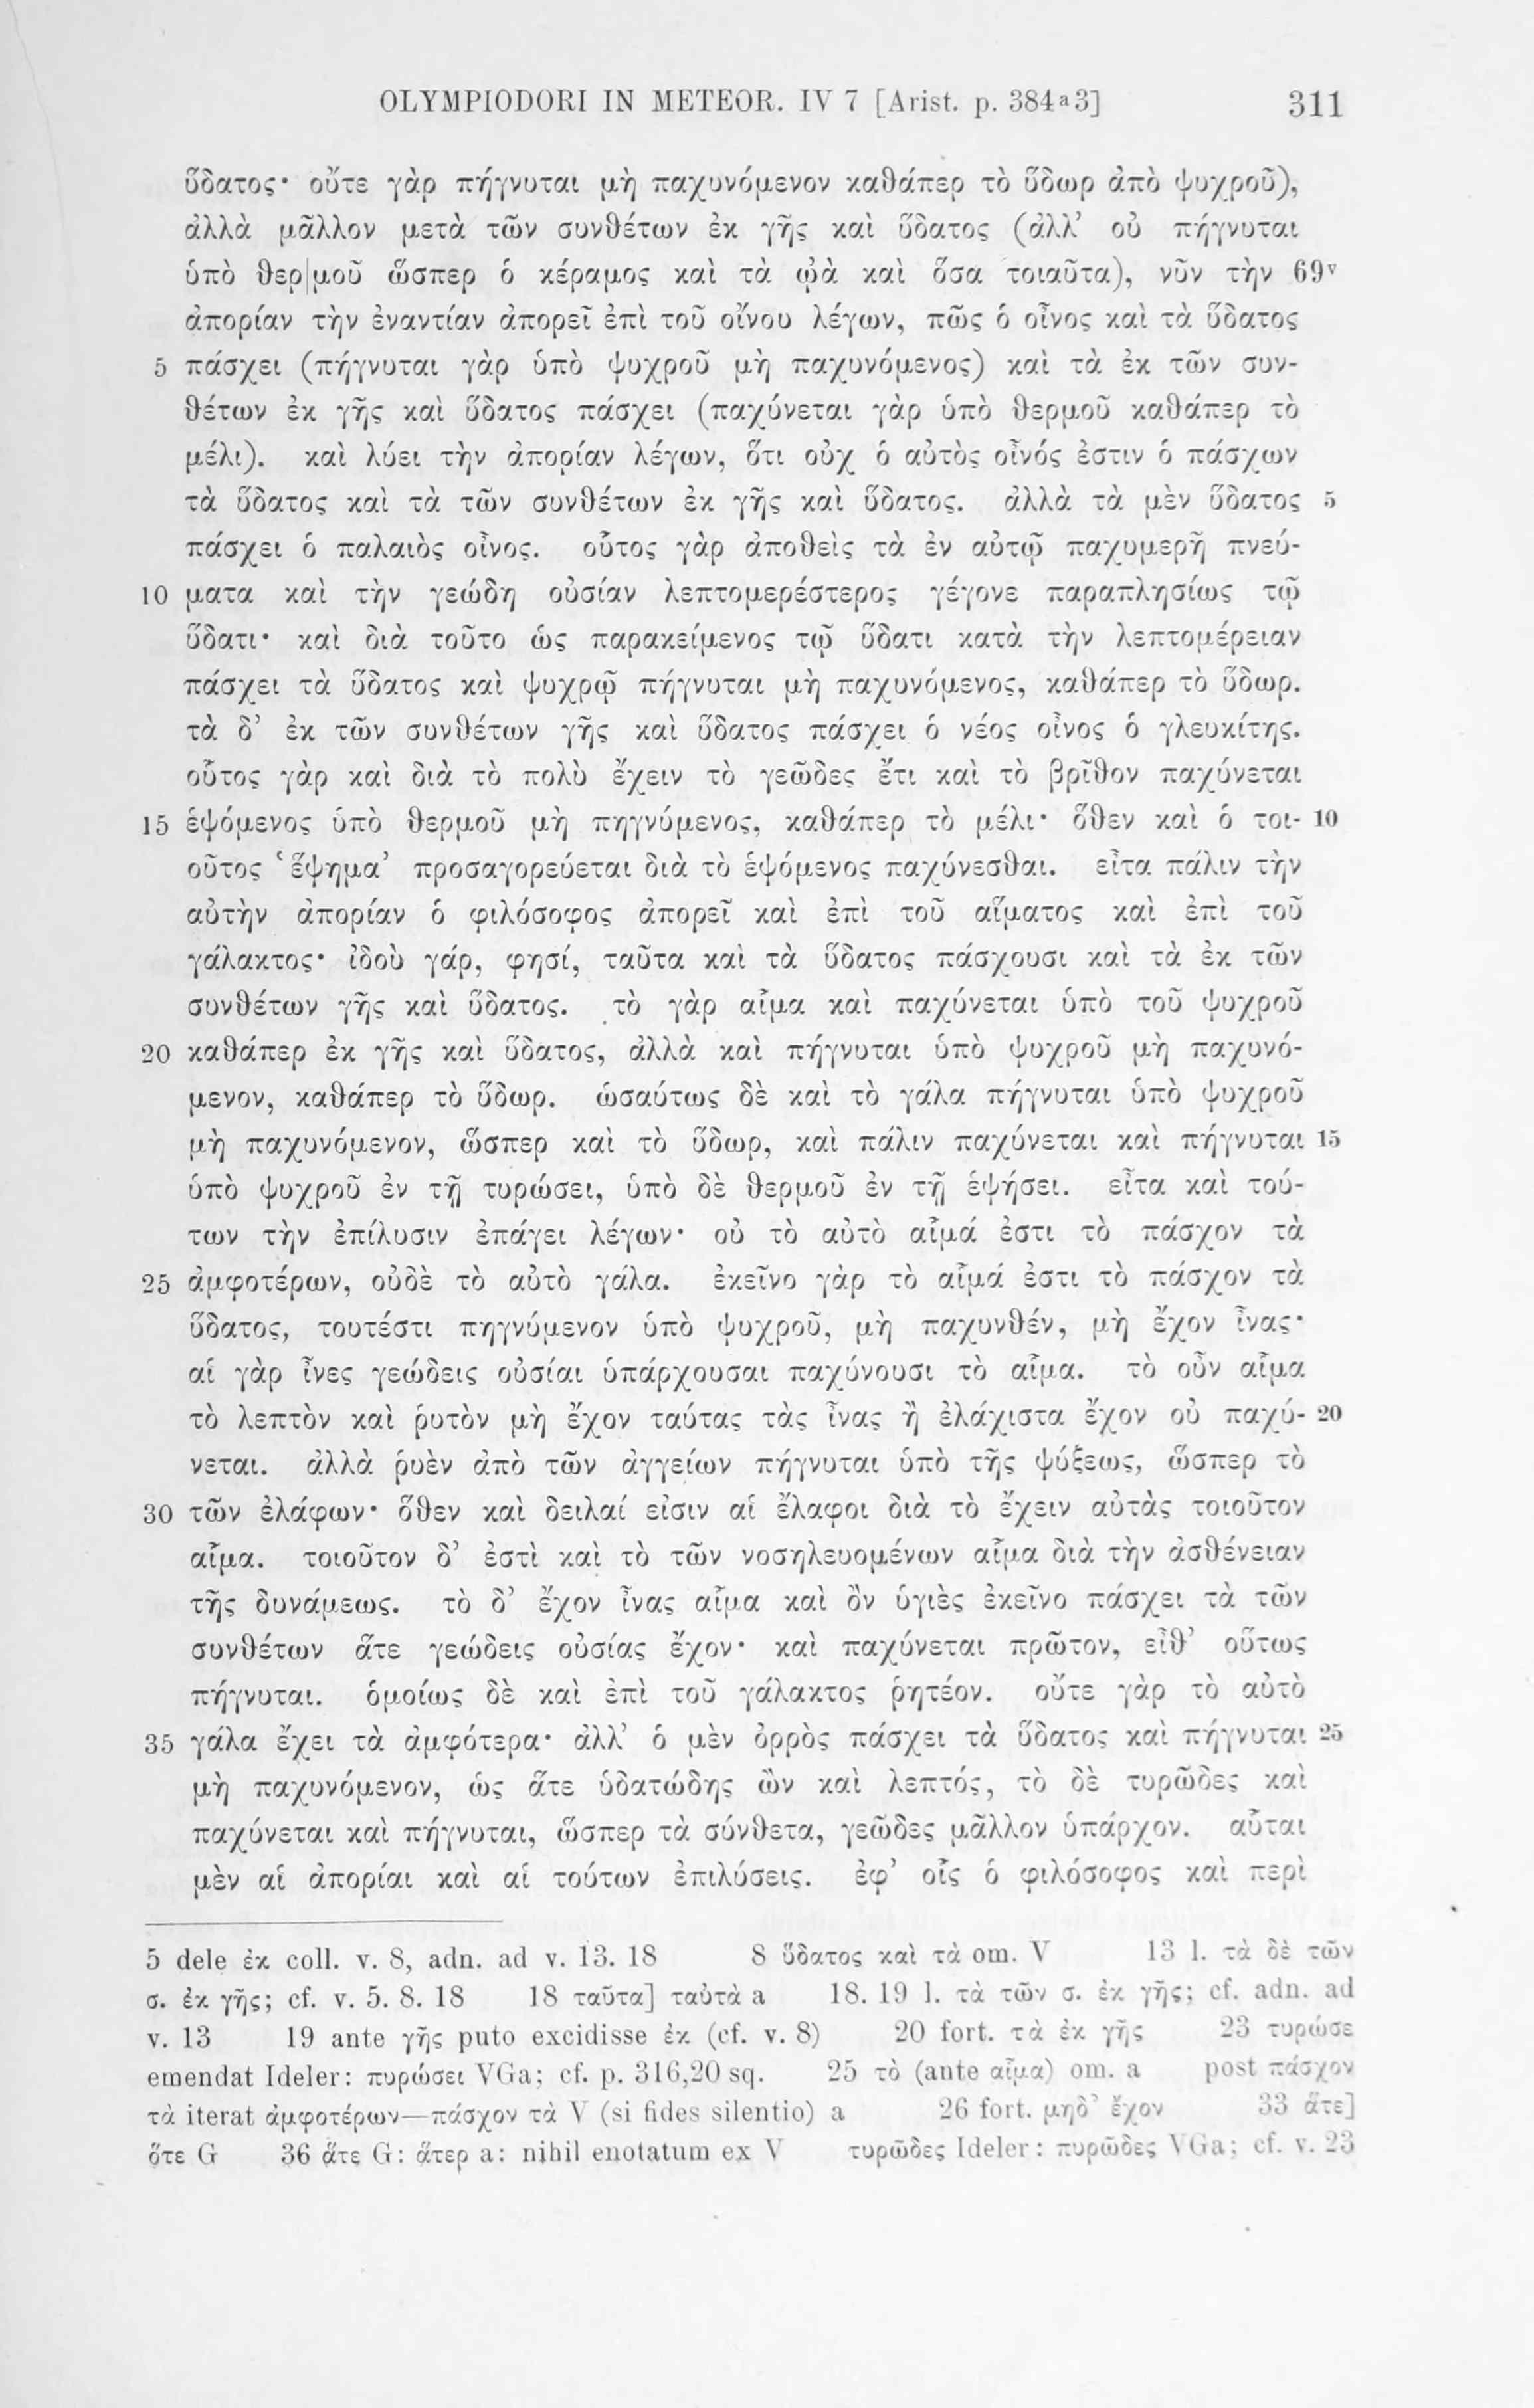 OLYMPIODORI IN METEOR. IV 7 [Arist. p. 384ᵃ3] 311
ὕδατος· οὔτε γὰρ πήγνυται μὴ παχυνόμενον καθάπερ τὸ ὕδωρ ἀπὸ ψυχροῦ),
ἀλλὰ μᾶλλον μετὰ τῶν συνθέτων ἐκ γῆς καὶ ὕδατος (ἀλλ’ οὐ πήγνυται
ὑπὸ θερ|μοῦ ὥσπερ ὁ κέραμος καὶ τὰ ᾠὰ καὶ ὅσα τοιαῦτα), νῦν τὴν 69ᵛ
ἀπορίαν τὴν ἐναντίαν ἀπορεῖ ἐπὶ τοῦ οἴνου λέγων, πῶς ὁ οἶνος καὶ τὰ ὕδατος
5 πάσχει (πήγνυται γὰρ ὑπὸ ψυχροῦ μὴ παχυνόμενος) καὶ τὰ ἐκ τῶν συν-
θέτων ἐκ γῆς καὶ ὕδατος πάσχει (παχύνεται γὰρ ὑπὸ θερμοῦ καθάπερ τὸ
μέλι). καὶ λύει τὴν ἀπορίαν λέγων, ὅτι οὐχ ὁ αὐτὸς οἶνός ἐστιν ὁ πάσχων
τὰ ὕδατος καὶ τὰ τῶν συνθέτων ἐκ γῆς καὶ ὕδατος. ἀλλὰ τὰ μὲν ὕδατος 5
πάσχει ὁ παλαιὸς οἶνος. οὗτος γὰρ ἀποθεὶς τὰ ἐν αὐτῷ παχυμερῆ πνεύ-
10 ματα καὶ τὴν γεώδη οὐσίαν λεπτομερέστερος γέγονε παραπλησίως τῷ
ὕδατι· καὶ διὰ τοῦτο ὡς παρακείμενος τῷ ὕδατι κατὰ τὴν λεπτομέρειαν
πάσχει τὰ ὕδατος καὶ ψυχρῷ πήγνυται μὴ παχυνόμενος, καθάπερ τὸ ὕδωρ.
τὰ δ’ ἐκ τῶν συνθέτων γῆς καὶ ὕδατος πάσχει ὁ νέος οἶνος ὁ γλευκίτης.
οὗτος γὰρ καὶ διὰ τὸ πολὺ ἔχειν τὸ γεῶδες ἔτι καὶ τὸ βρῖθον παχύνεται
15 ἑψόμενος ὑπὸ θερμοῦ μὴ πηγνύμενος, καθάπερ τὸ μέλι· ὅθεν καὶ ὁ τοι- 10
οῦτος ‘ἕψημα’ προσαγορεύεται διὰ τὸ ἑψόμενος παχύνεσθαι. εἶτα πάλιν τὴν
αὐτὴν ἀπορίαν ὁ φιλόσοφος ἀπορεῖ καὶ ἐπὶ τοῦ αἵματος καὶ ἐπὶ τοῦ
γάλακτος· ἰδοὺ γάρ, φησί, ταῦτα καὶ τὰ ὕδατος πάσχουσι καὶ τὰ ἐκ τῶν
συνθέτων γῆς καὶ ὕδατος. τὸ γὰρ αἷμα καὶ παχύνεται ὑπὸ τοῦ ψυχροῦ
20 καθάπερ ἐκ γῆς καὶ ὕδατος, ἀλλὰ καὶ πήγνυται ὑπὸ ψυχροῦ μὴ παχυνό-
μενον, καθάπερ τὸ ὕδωρ. ὡσαύτως δὲ καὶ τὸ γάλα πήγνυται ὑπὸ ψυχροῦ
μὴ παχυνόμενον, ὥσπερ καὶ τὸ ὕδωρ, καὶ πάλιν παχύνεται καὶ πήγνυται 15
ὑπὸ ψυχροῦ ἐν τῇ τυρώσει, ὑπὸ δὲ θερμοῦ ἐν τῇ ἑψήσει. εἶτα καὶ τού-
των τὴν ἐπίλυσιν ἐπάγει λέγων· οὐ τὸ αὐτὸ αἷμά ἐστι τὸ πάσχον τὰ
25 ἀμφοτέρων, οὐδὲ τὸ αὐτὸ γάλα. ἐκεῖνο γὰρ τὸ αἷμά ἐστι τὸ πάσχον τὰ
ὕδατος, τουτέστι πηγνύμενον ὑπὸ ψυχροῦ, μὴ παχυνθέν, μὴ ἔχον ἶνας·
αἱ γὰρ ἶνες γεώδεις οὐσίαι ὑπάρχουσαι παχύνουσι τὸ αἷμα. τὸ οὖν αἷμα
τὸ λεπτὸν καὶ ῥυτὸν μὴ ἔχον ταύτας τὰς ἶνας ἢ ἐλάχιστα ἔχον οὐ παχύ- 20
νεται. ἀλλὰ ῥυὲν ἀπὸ τῶν ἀγγείων πήγνυται ὑπὸ τῆς ψύξεως, ὥσπερ τὸ
30 τῶν ἐλάφων· ὅθεν καὶ δειλαί εἰσιν αἱ ἔλαφοι διὰ τὸ ἔχειν αὐτὰς τοιοῦτον
αἷμα. τοιοῦτον δ’ ἐστὶ καὶ τὸ τῶν νοσηλευομένων αἷμα διὰ τὴν ἀσθένειαν
τῆς δυνάμεως. τὸ δ’ ἔχον ἶνας αἷμα καὶ ὂν ὑγιὲς ἐκεῖνο πάσχει τὰ τῶν
συνθέτων ἅτε γεώδεις οὐσίας ἔχον· καὶ παχύνεται πρῶτον, εἶθ’ οὕτως
πήγνυται. ὁμοίως δὲ καὶ ἐπὶ τοῦ γάλακτος ῥητέον. οὔτε γὰρ τὸ αὐτὸ
35 γάλα ἔχει τὰ ἀμφότερα· ἀλλ’ ὁ μὲν ὀρρὸς πάσχει τὰ ὕδατος καὶ πήγνυται 25
μὴ παχυνόμενον, ὡς ἅτε ὑδατώδης ὢν καὶ λεπτός, τὸ δὲ τυρῶδες καὶ
παχύνεται καὶ πήγνυται, ὥσπερ τὰ σύνθετα, γεῶδες μᾶλλον ὑπάρχον. αὗται
μὲν αἱ ἀπορίαι καὶ αἱ τούτων ἐπιλύσεις. ἐφ’ οἷς ὁ φιλόσοφος καὶ περὶ
5 dele ἐκ coll. v. 8, adn. ad v. 13. 18 8 ὕδατος καὶ τὰ om. V 13 l. τὰ δὲ τῶν
σ. ἐκ γῆς; cf. v. 5. 8. 18 18 ταῦτα] ταὐτὰ a 18. 19 l. τὰ τῶν σ. ἐκ γῆς; cf. adn. ad
v. 13 19 ante γῆς puto excidisse ἐκ (cf. v. 8) 20 fort. τὰ ἐκ γῆς 23 τυρώσε
emendat Ideler: πυρώσει VGa; cf. p. 316,20 sq. 25 τὸ (ante αἷμα) om. a post πάσχον
τὰ iterat ἀμφοτέρων—πάσχον τὰ V (si fides silentio) a 26 fort. μηδ’ ἔχον 33 ἅτε]
ὅτε G 36 ἅτε G: ἅτερ a: nihil enotatum ex V τυρῶδες Ideler: πυρῶδες VGa; cf. v. 23